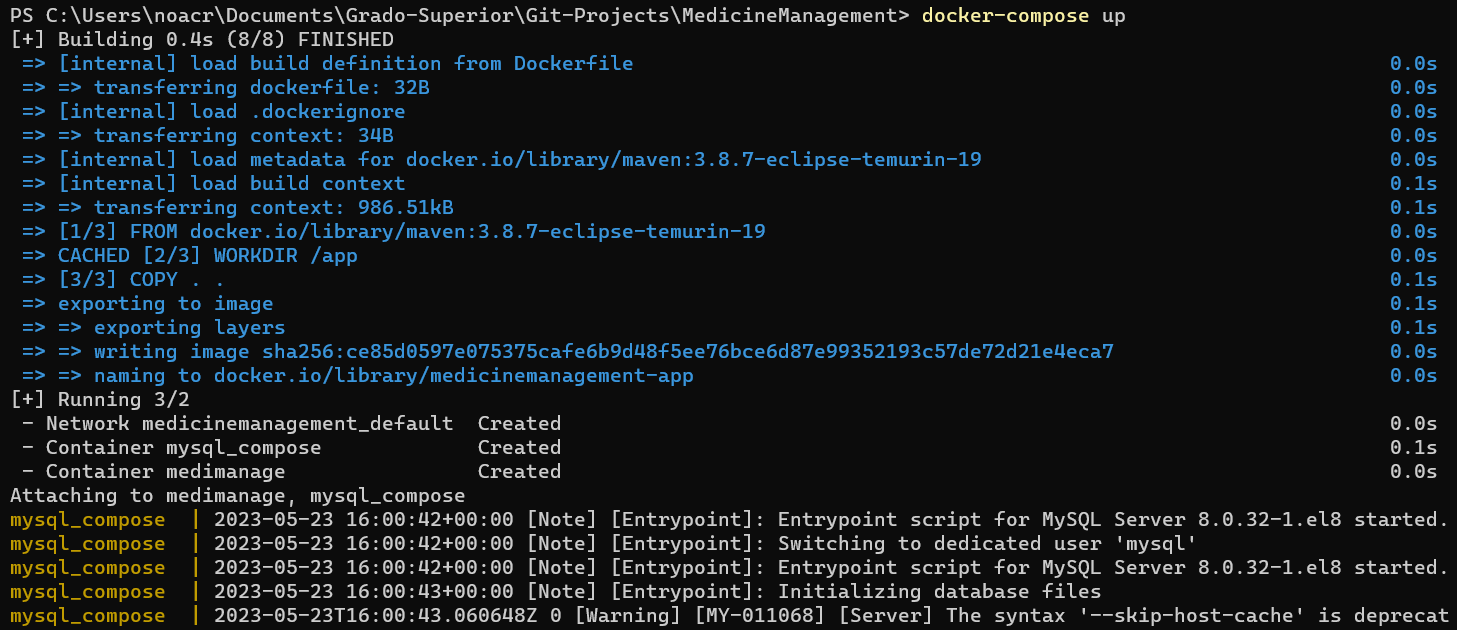 PS C:\Users\noacr\Documents\Grado-Superior\Git-Projects\MedicineManagement> docker-compose up
[+] Building 0.4s (8/8) FINISHED
=> [internal] load build definition from Dockerfile 0.0s
=> => transferring dockerfile: 32B 0.0s
=> [internal] load .dockerignore 0.0s
=> => transferring context: 34B 0.0s
=> [internal] load metadata for docker.io/library/maven:3.8.7-eclipse-temurin-19 0.0s
=> [internal] load build context 0.1s
=> => transferring context: 986.51kB 0.1s
=> [1/3] FROM docker.io/library/maven:3.8.7-eclipse-temurin-19 0.0s
=> CACHED [2/3] WORKDIR /app 0.0s
=> [3/3] COPY . . 0.1s
=> exporting to image 0.1s
=> => exporting layers 0.1s
=> => writing image sha256:ce85d0597e075375cafe6b9d48f5ee76bce6d87e99352193c57de72d21e4eca7 0.0s
=> => naming to docker.io/library/medicinemanagement-app 0.0s
[+] Running 3/2
- Network medicinemanagement_default Created 0.0s
- Container mysql_compose Created 0.1s
- Container medimanage Created 0.0s
Attaching to medimanage, mysql_compose
mysql_compose | 2023-05-23 16:00:42+00:00 [Note] [Entrypoint]: Entrypoint script for MySQL Server 8.0.32-1.el8 started.
mysql_compose | 2023-05-23 16:00:42+00:00 [Note] [Entrypoint]: Switching to dedicated user 'mysql'
mysql_compose | 2023-05-23 16:00:42+00:00 [Note] [Entrypoint]: Entrypoint script for MySQL Server 8.0.32-1.el8 started.
mysql_compose | 2023-05-23 16:00:43+00:00 [Note] [Entrypoint]: Initializing database files
mysql_compose | 2023-05-23T16:00:43.060648Z 0 [Warning] [MY-011068] [Server] The syntax '--skip-host-cache' is deprecat